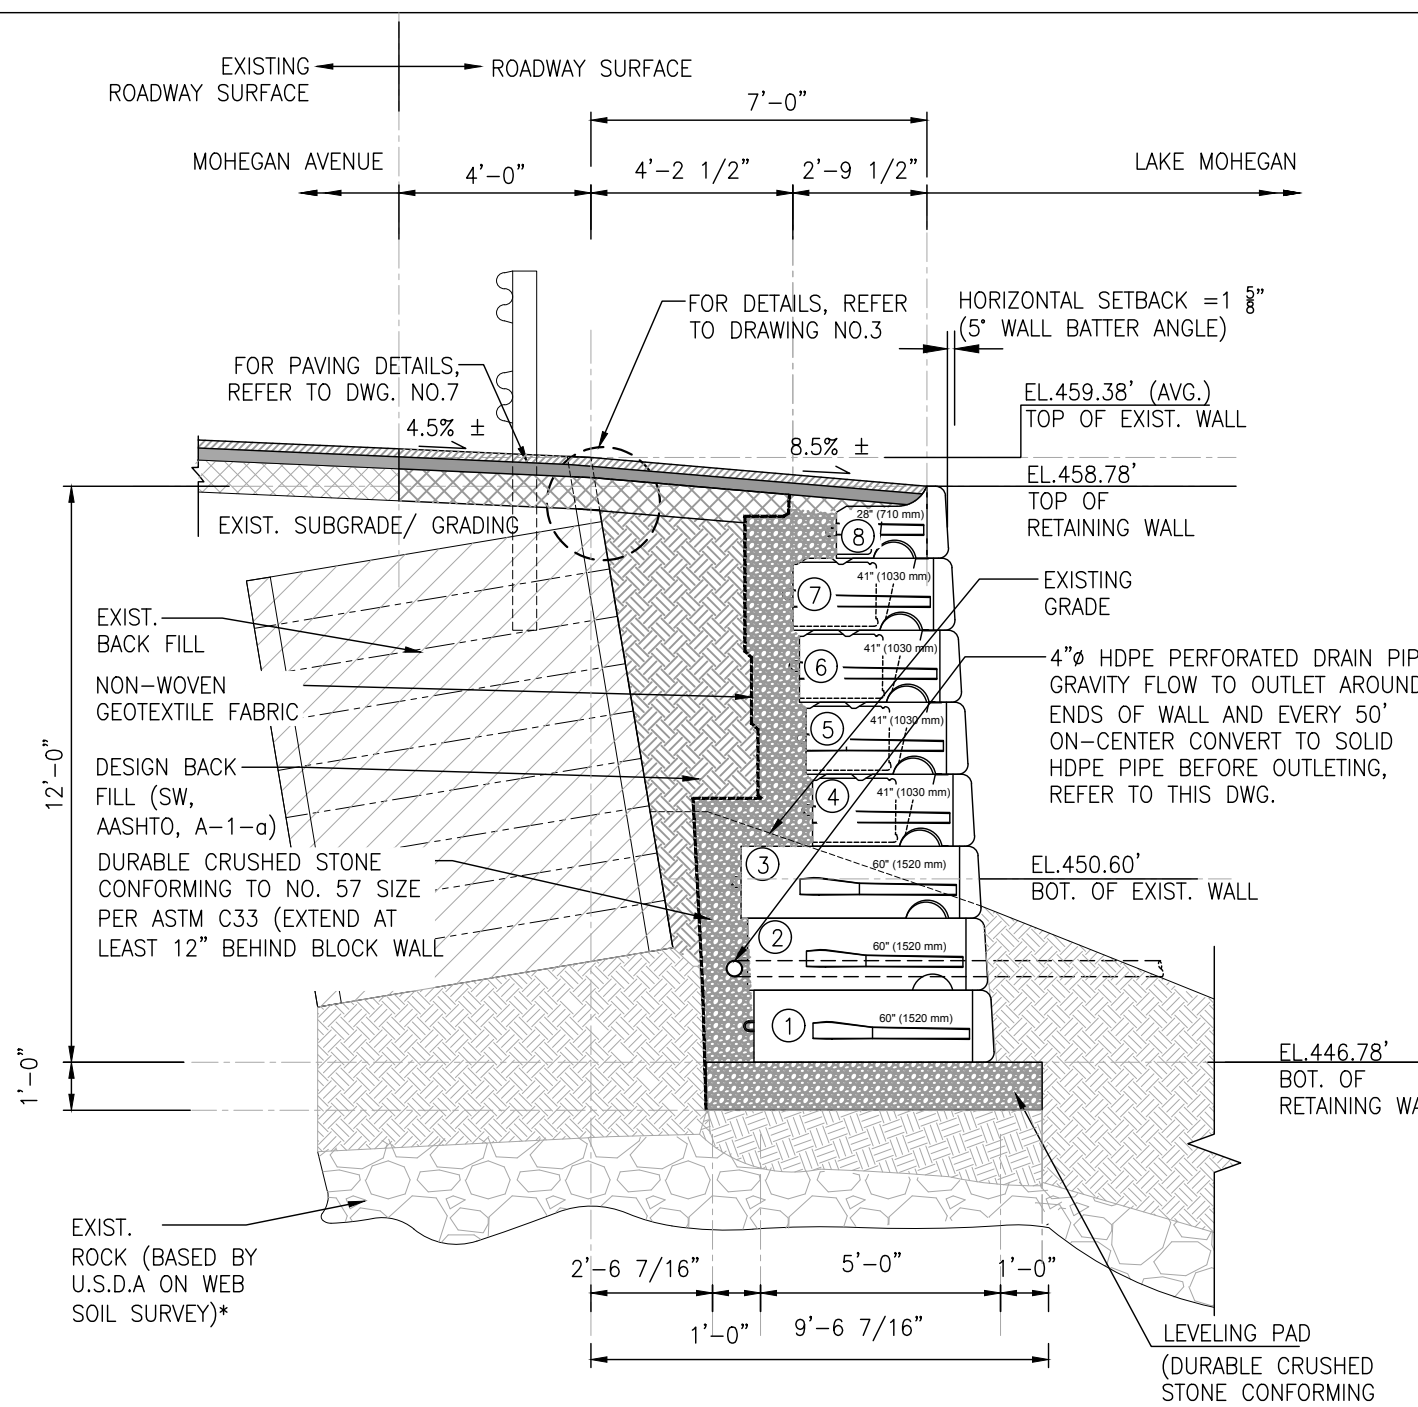 EXISTING
ROADWAY SURFACE
ROADWAY SURFACE
7'-0"
MOHEGAN AVENUE
4'-0"
4'-2 1/2"
2'-9 1/2"
LAKE MOHEGAN
FOR DETAILS, REFER
TO DRAWING NO.3
HORIZONTAL SETBACK =1 5/8"
(5° WALL BATTER ANGLE)
FOR PAVING DETAILS,
REFER TO DWG. NO.7
4.5% ±
8.5% ±
EL.459.38' (AVG.)
TOP OF EXIST. WALL
EL.458.78'
TOP OF
RETAINING WALL
EXIST. SUBGRADE/ GRADING
28" (710 mm)
8
41" (1030 mm)
7
41" (1030 mm)
6
41" (1030 mm)
5
41" (1030 mm)
4
60" (1520 mm)
3
60" (1520 mm)
2
60" (1520 mm)
1
EXISTING
GRADE
EXIST.
BACK FILL
NON-WOVEN
GEOTEXTILE FABRIC
4"ø HDPE PERFORATED DRAIN PIP
GRAVITY FLOW TO OUTLET AROUND
ENDS OF WALL AND EVERY 50'
ON-CENTER CONVERT TO SOLID
HDPE PIPE BEFORE OUTLETING,
REFER TO THIS DWG.
12'-0"
DESIGN BACK
FILL (SW,
AASHTO, A-1-a)
DURABLE CRUSHED STONE
CONFORMING TO NO. 57 SIZE
PER ASTM C33 (EXTEND AT
LEAST 12" BEHIND BLOCK WALL
EL.450.60'
BOT. OF EXIST. WALL
1'-0"
EL.446.78'
BOT. OF
RETAINING WA
EXIST.
ROCK (BASED BY
U.S.D.A ON WEB
SOIL SURVEY)*
2'-6 7/16"
5'-0"
1'-0"
1'-0"
9'-6 7/16"
LEVELING PAD
(DURABLE CRUSHED
STONE CONFORMING